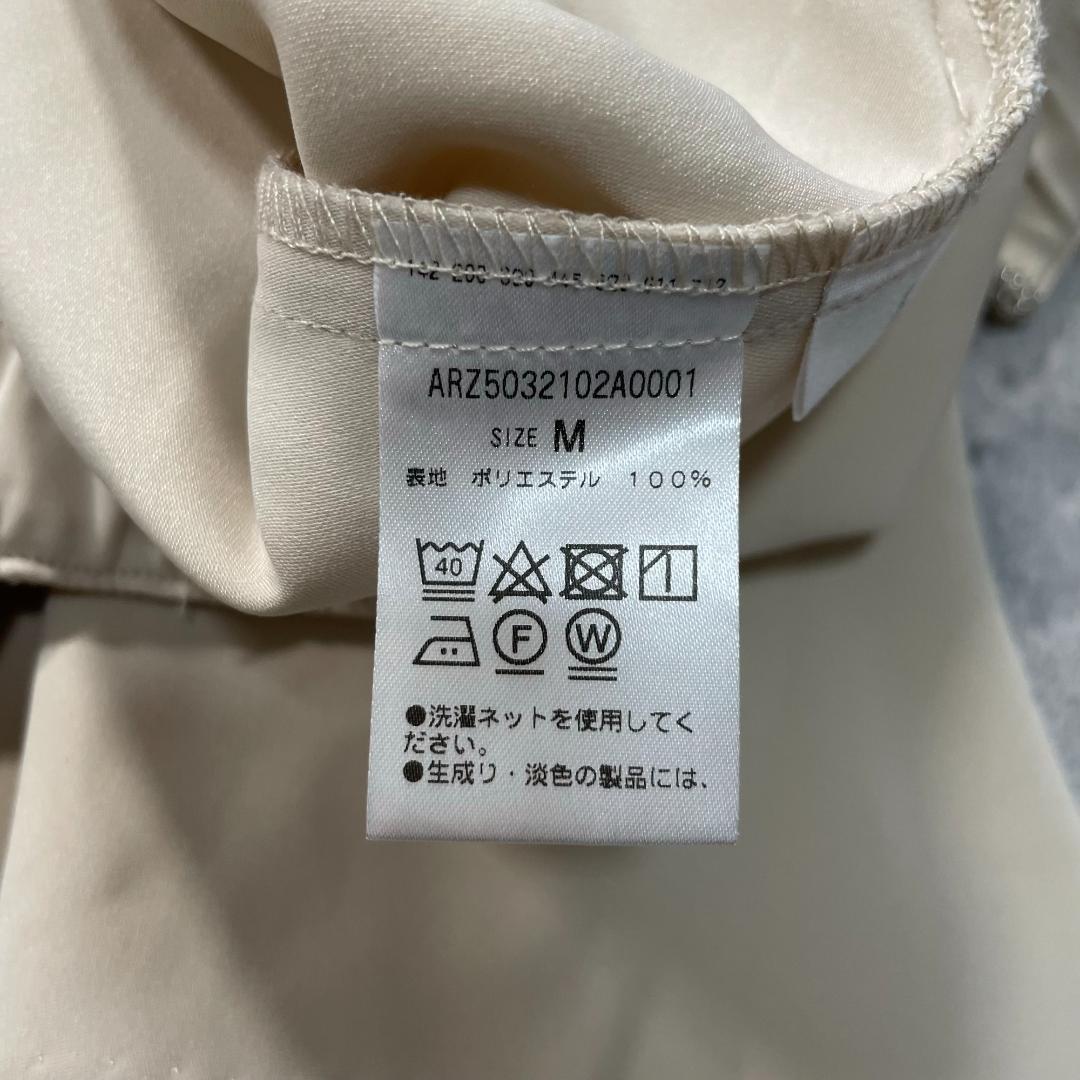 ARZ5032102A0001
SIZE M
表地 ポリエステル 100%
40
F W
●洗濯ネットを使用してく
ださい。
●生成り・淡色の製品には、